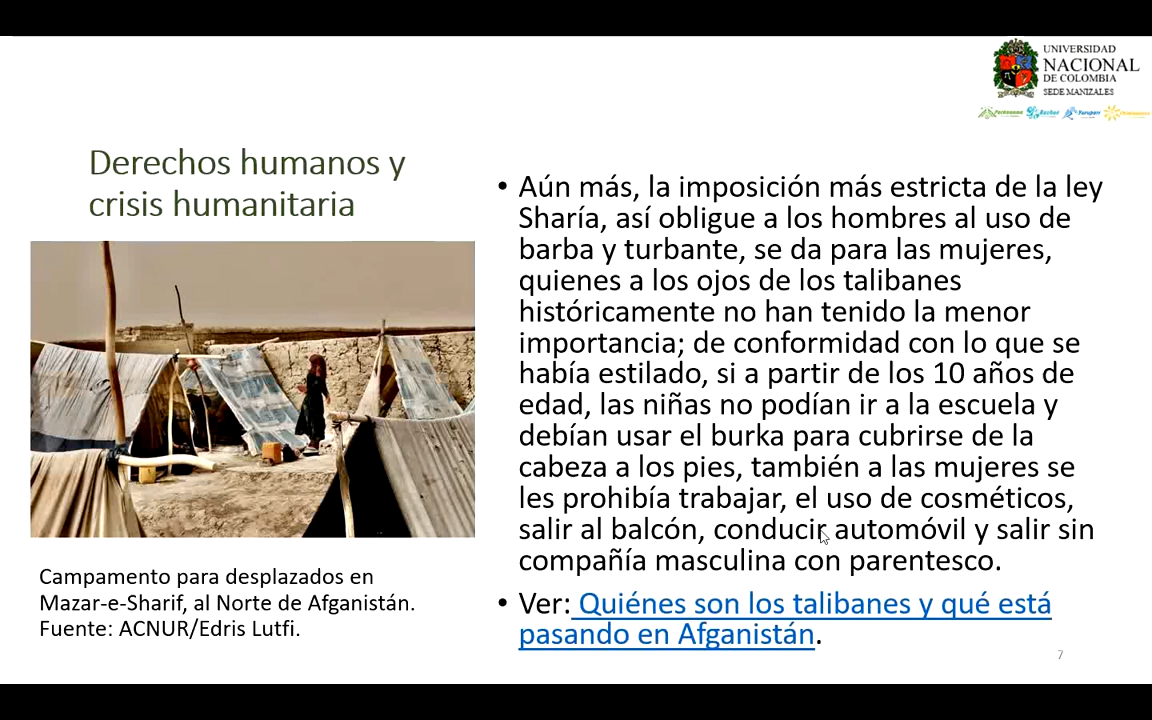 UNIVERSIDAD
NACIONAL
DE COLOMBIA
SEDE MANIZALES
Derechos humanos y
crisis humanitaria
• Aún más, la imposición más estricta de la ley
Sharía, así obligue a los hombres al uso de
barba y turbante, se da para las mujeres,
quienes a los ojos de los talibanes
históricamente no han tenido la menor
importancia; de conformidad con lo que se
había estilado, si a partir de los 10 años de
edad, las niñas no podían ir a la escuela y
debían usar el burka para cubrirse de la
cabeza a los pies, también a las mujeres se
les prohibía trabajar, el uso de cosméticos,
salir al balcón, conducir automóvil y salir sin
compañía masculina con parentesco.
• Ver: Quiénes son los talibanes y qué está
pasando en Afganistán.
Campamento para desplazados en
Mazar-e-Sharif, al Norte de Afganistán.
Fuente: ACNUR/Edris Lutfi.
7